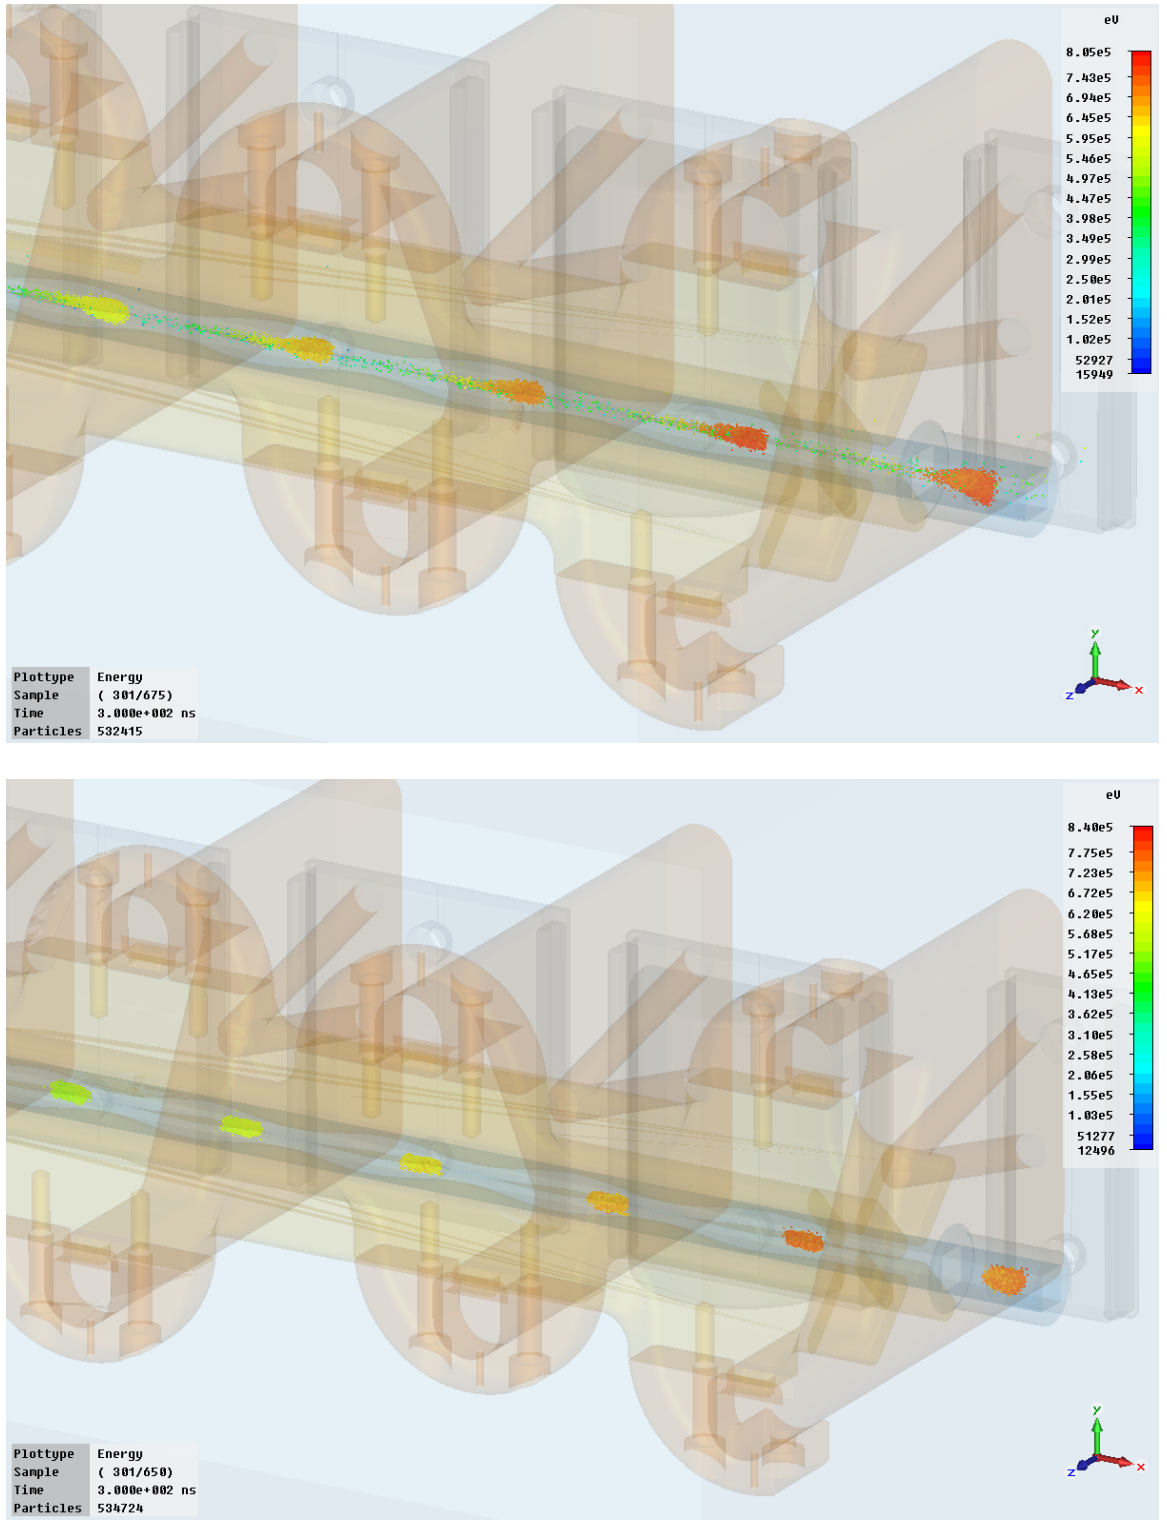 eV
8.05e5
7.43e5
6.94e5
6.45e5
5.95e5
5.46e5
4.97e5
4.47e5
3.98e5
3.49e5
2.99e5
2.50e5
2.01e5
1.52e5
1.02e5
52927
15949
y
z x
Plottype Energy
Sample ( 301/675)
Time 3.000e+002 ns
Particles 532415
eV
8.40e5
7.75e5
7.23e5
6.72e5
6.20e5
5.68e5
5.17e5
4.65e5
4.13e5
3.62e5
3.10e5
2.58e5
2.06e5
1.55e5
1.03e5
51277
12496
y
z x
Plottype Energy
Sample ( 301/650)
Time 3.000e+002 ns
Particles 534724